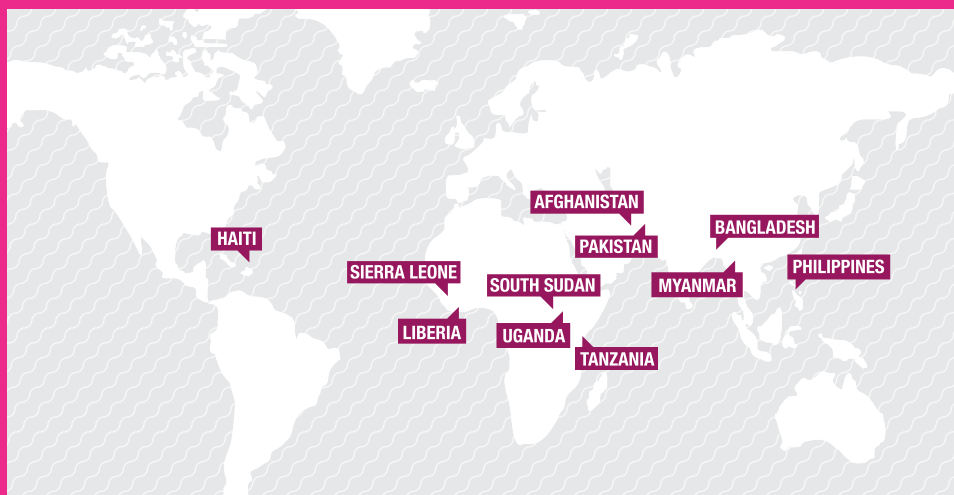 AFGHANISTAN
BANGLADESH
HAITI
PAKISTAN
PHILIPPINES
SIERRA LEONE
SOUTH SUDAN
MYANMAR
LIBERIA
UGANDA
TANZANIA